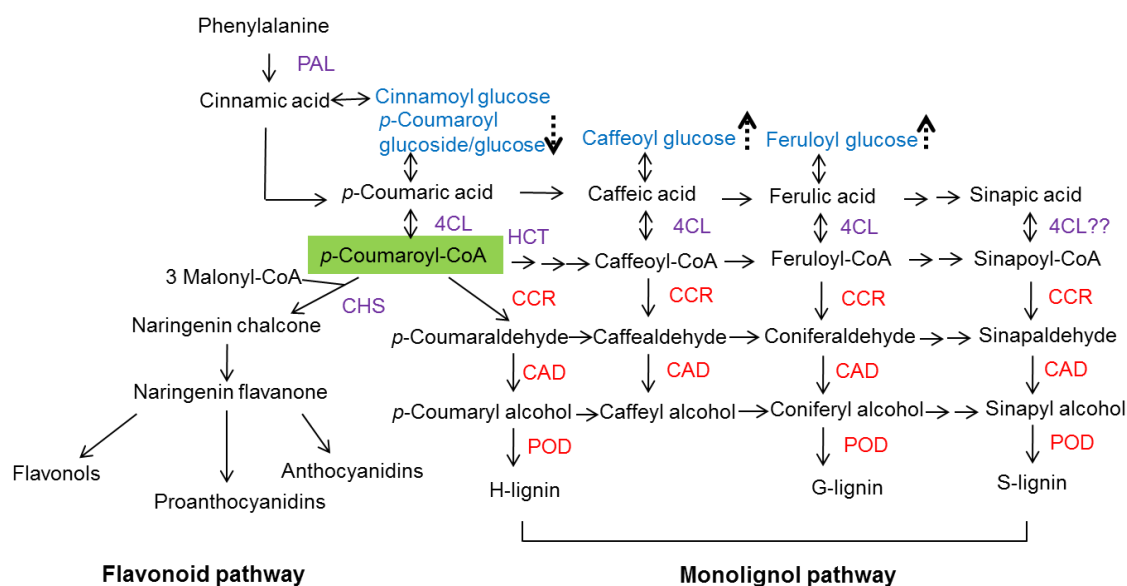 Phenylalanine
PAL
Cinnamic acid
Cinnamoyl glucose
p-Coumaroyl
glucoside/glucose
Caffeoyl glucose
Feruloyl glucose
p-Coumaric acid
Caffeic acid
Ferulic acid
Sinapic acid
4CL
HCT
4CL
4CL
4CL??
p-Coumaroyl-CoA
Caffeoyl-CoA
Feruloyl-CoA
Sinapoyl-CoA
3 Malonyl-CoA
CHS
CCR
CCR
CCR
CCR
Naringenin chalcone
p-Coumaraldehyde
Caffealdehyde
Coniferaldehyde
Sinapaldehyde
CAD
CAD
CAD
CAD
Naringenin flavanone
p-Coumaryl alcohol
Caffeyl alcohol
Coniferyl alcohol
Sinapyl alcohol
POD
POD
POD
Flavonols
Anthocyanidins
Proanthocyanidins
H-lignin
G-lignin
S-lignin
Flavonoid pathway
Monolignol pathway